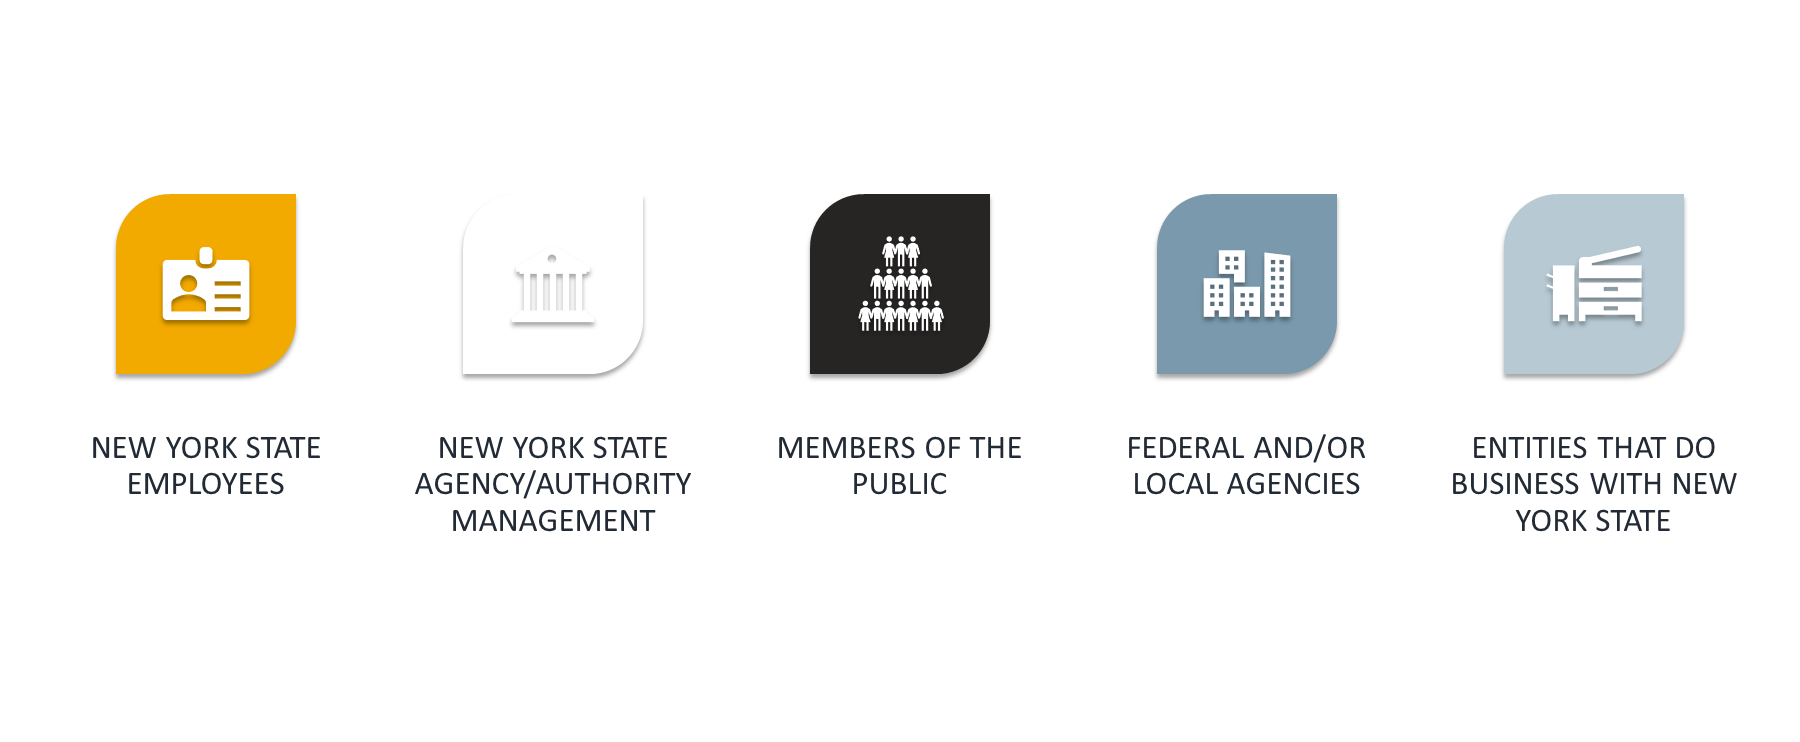 NEW YORK STATE
EMPLOYEES
NEW YORK STATE
AGENCY/AUTHORITY
MANAGEMENT
MEMBERS OF THE
PUBLIC
FEDERAL AND/OR
LOCAL AGENCIES
ENTITIES THAT DO
BUSINESS WITH NEW
YORK STATE